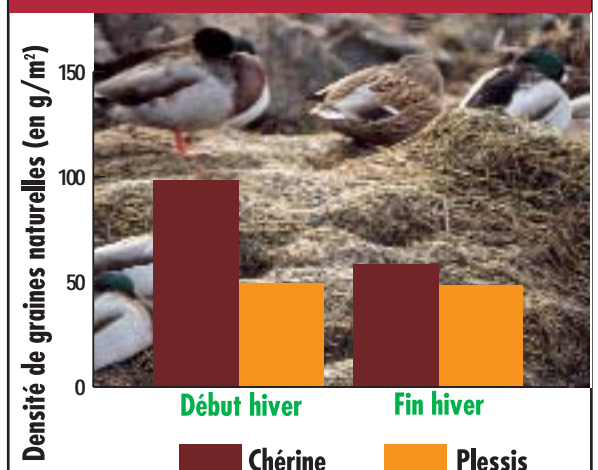 Densité de graines naturelles (en g/m²)
150
100
50
0
Début hiver
Fin hiver
Chérine
Plessis